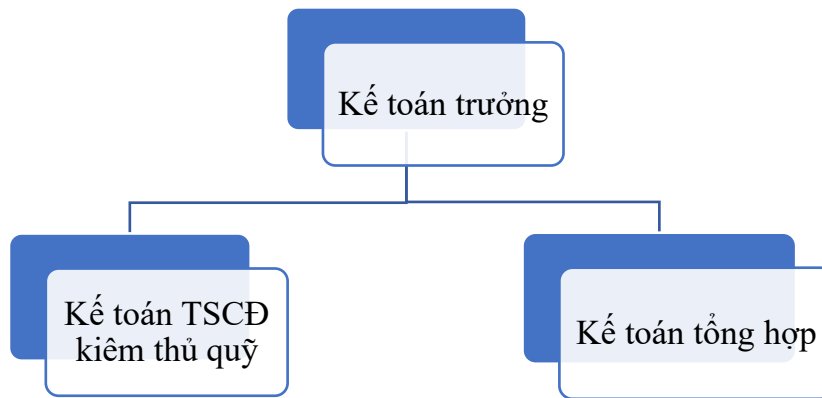 Kế toán trưởng
Kế toán TSCĐ
kiêm thủ quỹ
Kế toán tổng hợp